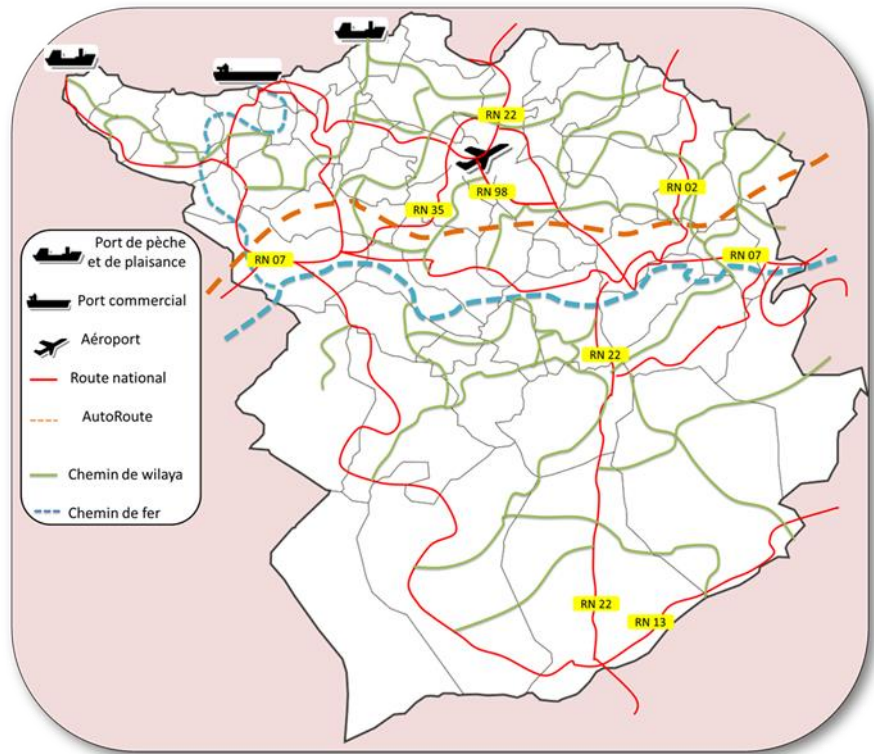 RN 22
RN 98
RN 02
RN 35
RN 07
RN 07
RN 22
RN 22
RN 13
Port de pèche
et de plaisance
Port commercial
Aéroport
Route national
AutoRoute
Chemin de wilaya
Chemin de fer